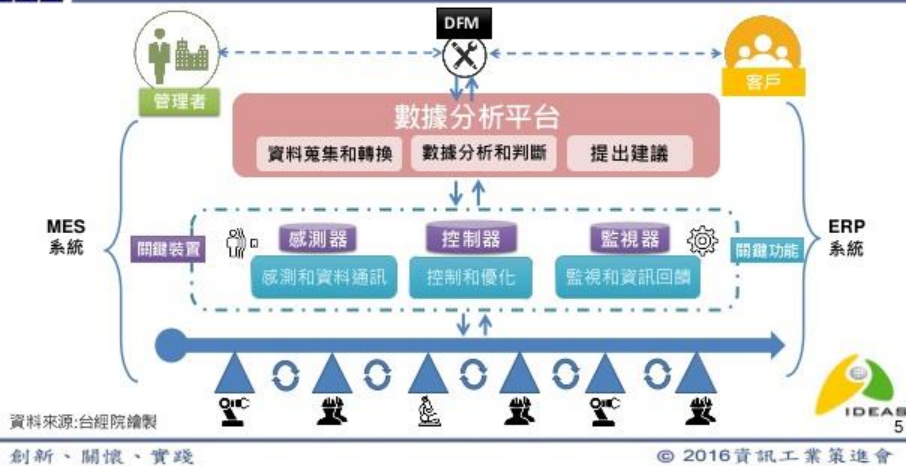 DFM
管理者
客戶
數據分析平台
資料蒐集和轉換 數據分析和判斷 提出建議
MES
系統
ERP
系統
關鍵裝置
感測器 控制器 監視器
關鍵功能
感測和資料通訊 控制和優化 監視和資訊回饋
資料來源:台經院繪製
IDEAS
5
創新、關懷、實踐
© 2016資訊工業策進會